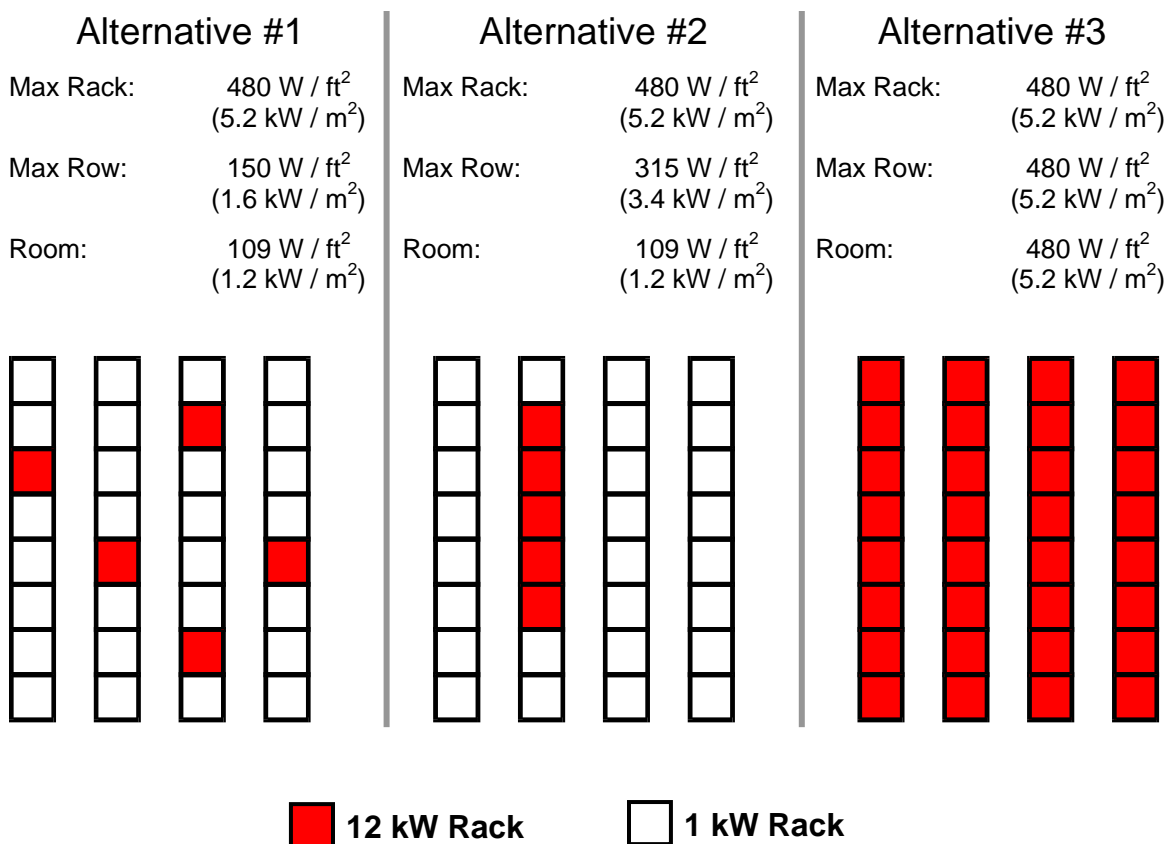 Alternative #1
Max Rack: 480 W / ft²
(5.2 kW / m²)
Max Row: 150 W / ft²
(1.6 kW / m²)
Room: 109 W / ft²
(1.2 kW / m²)
Alternative #2
Max Rack: 480 W / ft²
(5.2 kW / m²)
Max Row: 315 W / ft²
(3.4 kW / m²)
Room: 109 W / ft²
(1.2 kW / m²)
Alternative #3
Max Rack: 480 W / ft²
(5.2 kW / m²)
Max Row: 480 W / ft²
(5.2 kW / m²)
Room: 480 W / ft²
(5.2 kW / m²)
12 kW Rack
1 kW Rack